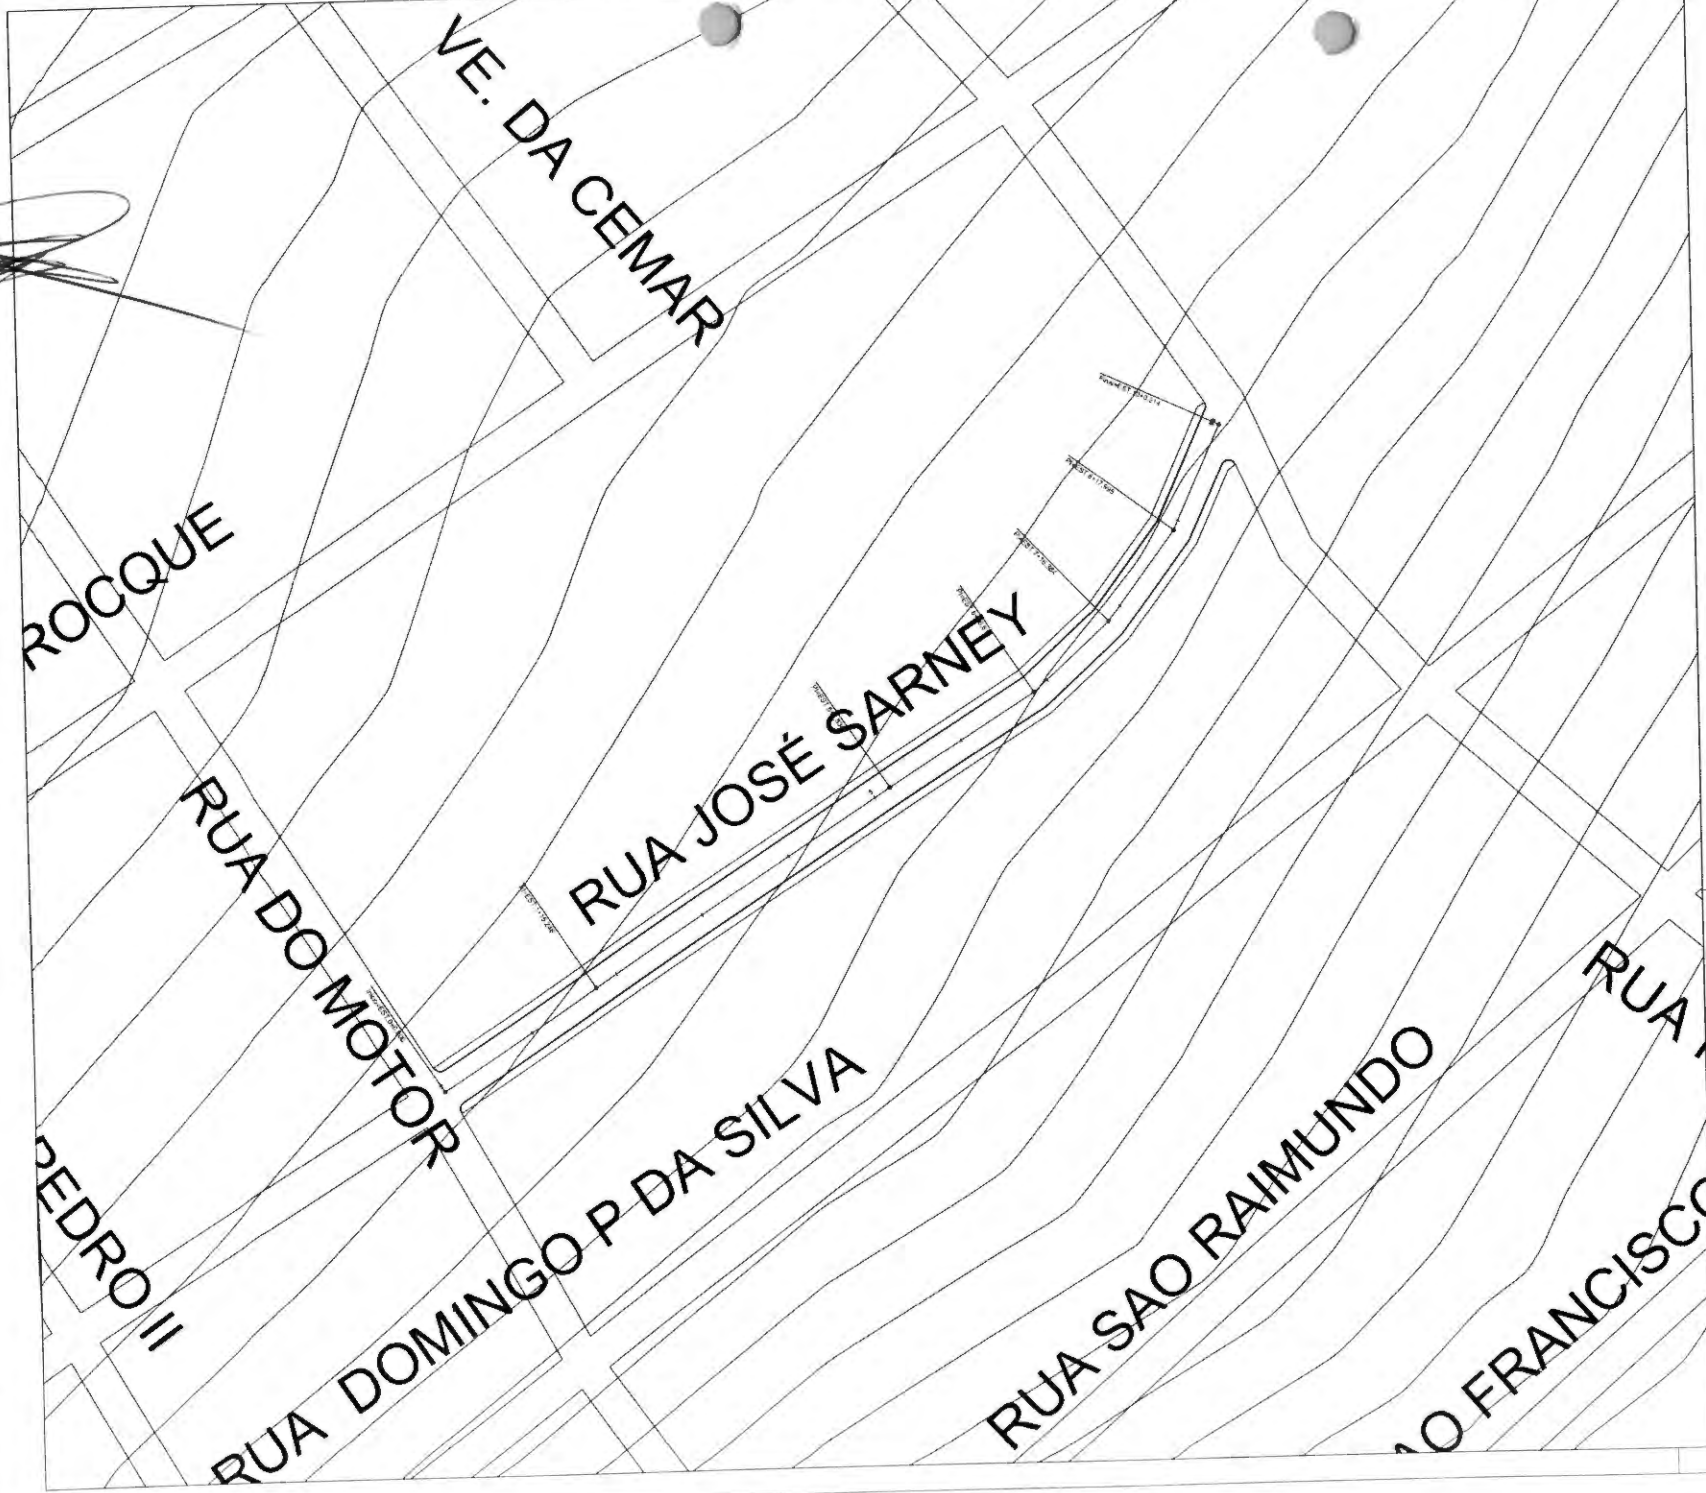 VE. DA CEMAR
ROCQUE
RUA JOSÉ SARNEY
RUA DO MOTOR
RUA
RUA DOMINGO P DA SILVA
RUA SAO RAIMUNDO
PEDRO II
AO FRANCISCO